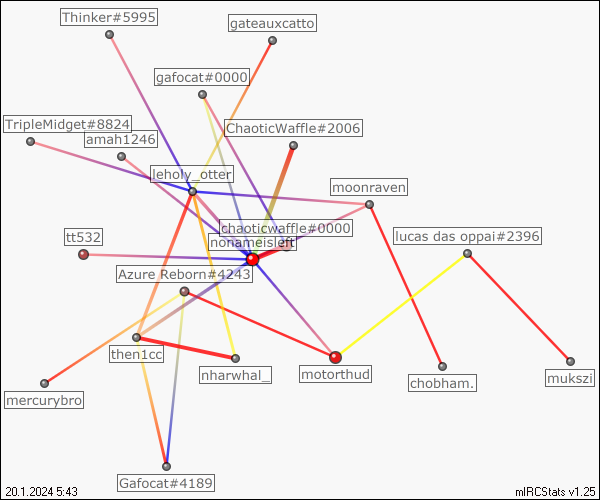 Thinker#5995
gateauxcatto
gafocat#0000
TripleMidget#8824
ChaoticWaffle#2006
amah1246
leholy_otter
moonraven
chaoticwaffle#0000
tt532
nonameisleft
lucas das oppai#2396
Azure Reborn#4243
then1cc
nharwhal_
motorthud
chobham.
mukszi
mercurybro
Gafocat#4189
20.1.2024 5:43
mIRCStats v1.25